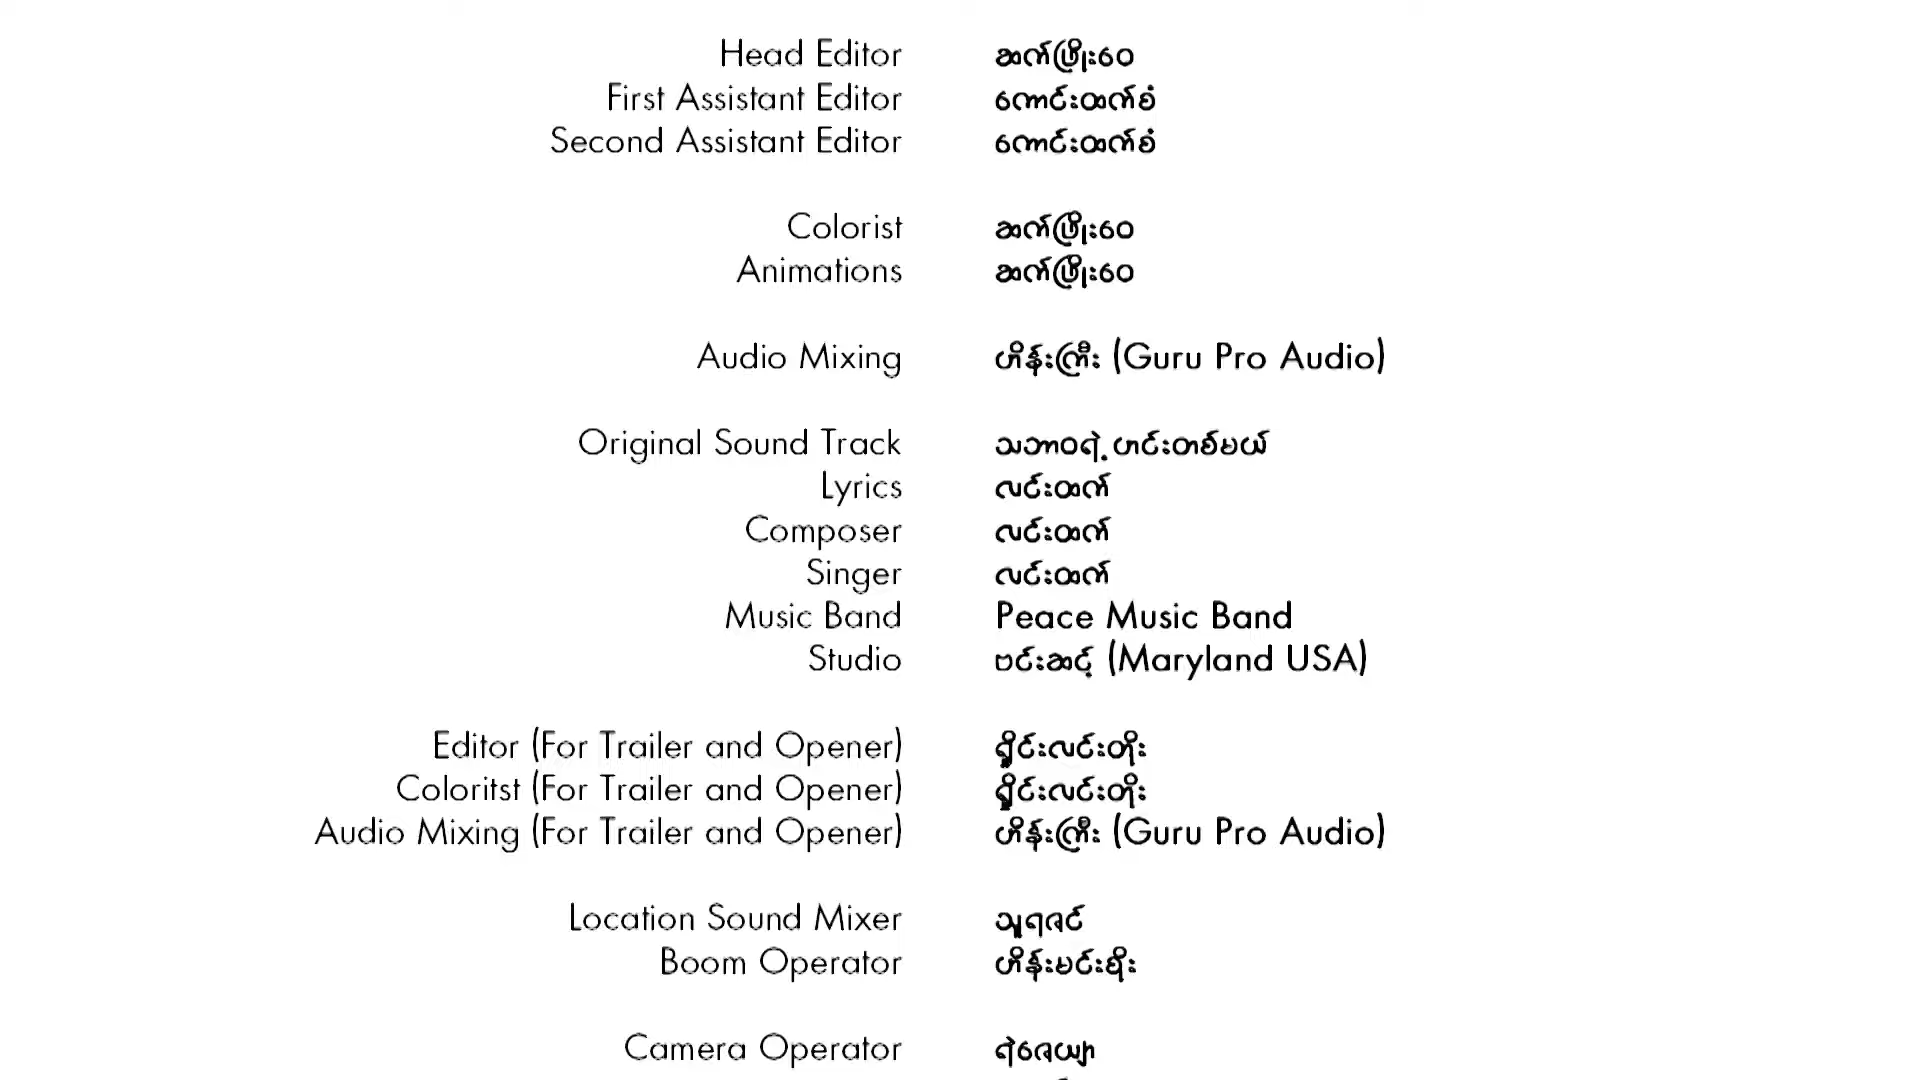 Head Editor ဆက်ဖြိုးဝေ
First Assistant Editor ကောင်းထက်စံ
Second Assistant Editor ကောင်းထက်စံ
Colorist ဆက်ဖြိုးဝေ
Animations ဆက်ဖြိုးဝေ
Audio Mixing ဟိန်းကြီး (Guru Pro Audio)
Original Sound Track သဘာဝရဲ့ဟင်းတစ်မယ်
Lyrics လင်းထက်
Composer လင်းထက်
Singer လင်းထက်
Music Band Peace Music Band
Studio ဗင်းဆင့် (Maryland USA)
Editor (For Trailer and Opener) ရှိုင်းလင်းတိုး
Coloritst (For Trailer and Opener) ရှိုင်းလင်းတိုး
Audio Mixing (For Trailer and Opener) ဟိန်းကြီး (Guru Pro Audio)
Location Sound Mixer သူရဇင်
Boom Operator ဟိန်းမင်းစိုး
Camera Operator ရဲဇေယျာ